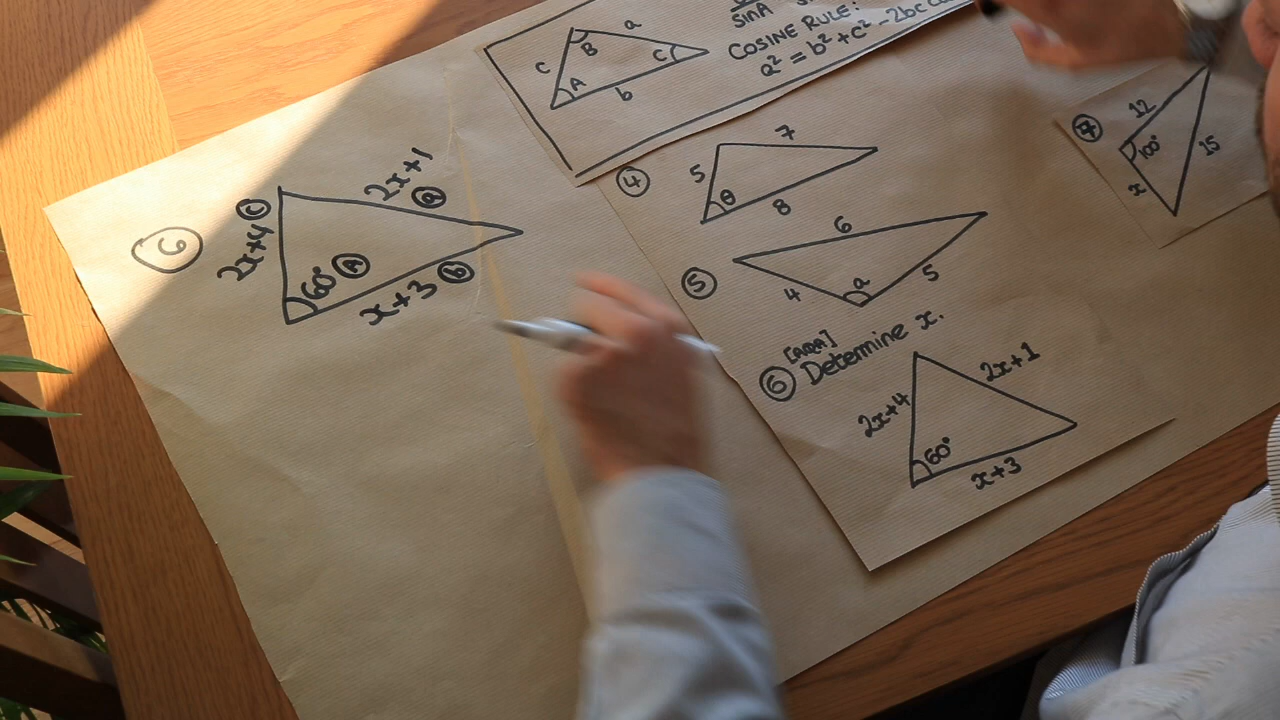 6
2x+4 c
2x+1 a
60° A
x+3 b
c
B
a
C
A
b
sinA
COSINE RULE:
a² = b² + c² - 2bc
4
5
7
θ
8
5
6
4
a
5
[AQA]
6 Determine x.
2x+4
2x+1
60°
x+3
7
12
100°
15
x